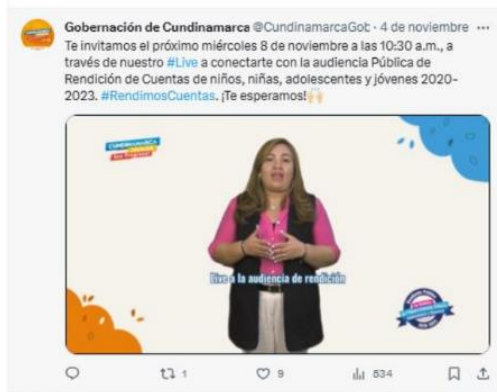 Gobernación de Cundinamarca @CundinamarcaGob · 4 de noviembre ···
Te invitamos el próximo miércoles 8 de noviembre a las 10:30 a.m., a
través de nuestro #Live a conectarte con la audiencia Pública de
Rendición de Cuentas de niños, niñas, adolescentes y jóvenes 2020-
2023. #RendimosCuentas. ¡Te esperamos!
CUNDINAMARCA
Live a la audiencia de rendición
1
9
534